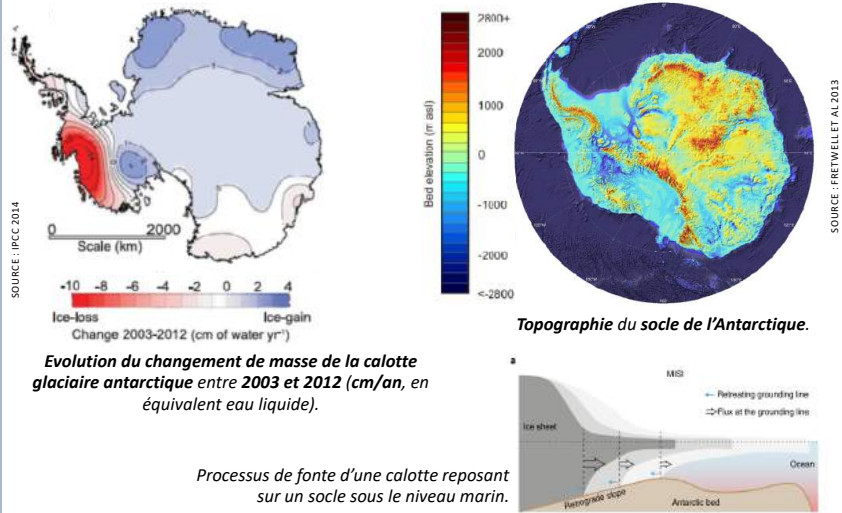 SOURCE : IPCC 2014
0 2000
Scale (km)
-10 -8 -6 -4 -2 0 2 4
Ice-loss Ice-gain
Change 2003-2012 (cm of water yr⁻¹)
Evolution du changement de masse de la calotte
glaciaire antarctique entre 2003 et 2012 (cm/an, en
équivalent eau liquide).
Bed elevation (m asl)
2800+
2000
1000
0
-1000
-2000
<-2800
SOURCE : FRETWELL ET AL 2013
Topographie du socle de l'Antarctique.
Processus de fonte d'une calotte reposant
sur un socle sous le niveau marin.
a
MISI
Retreating grounding line
Flux at the grounding line
Ice sheet
Ocean
Retrograde slope
Antarctic bed